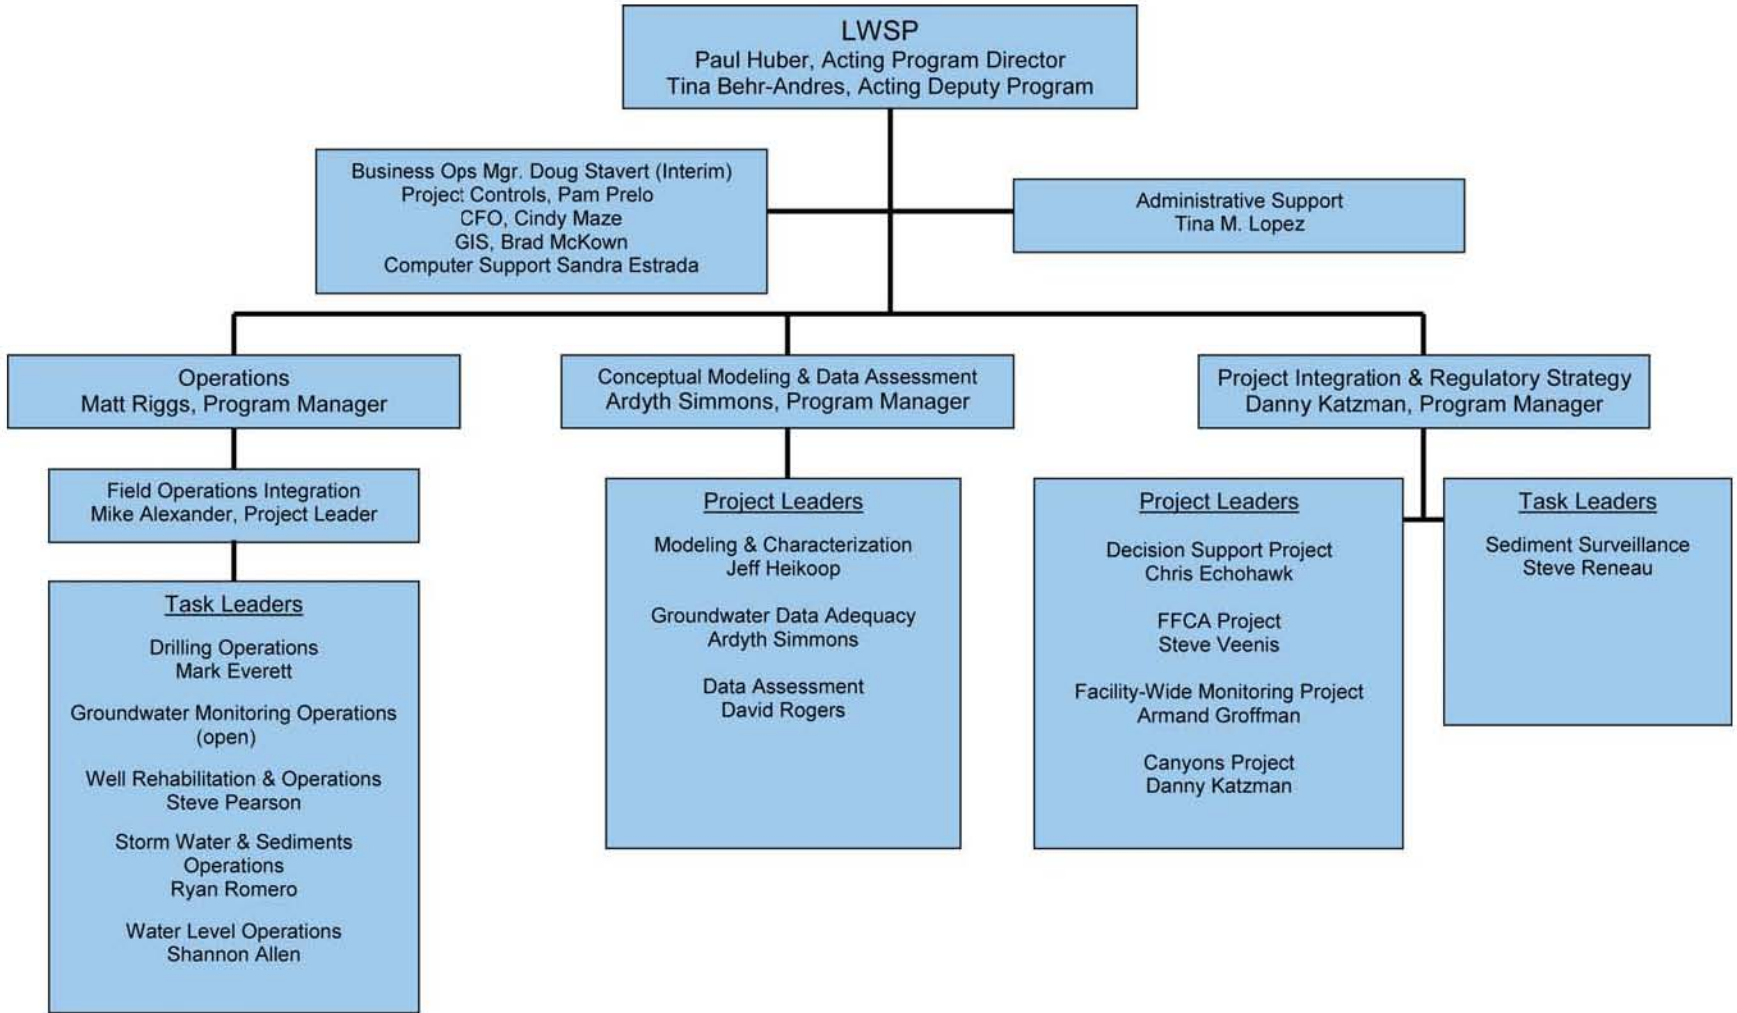 LWSP
Paul Huber, Acting Program Director
Tina Behr-Andres, Acting Deputy Program
Business Ops Mgr. Doug Stavert (Interim)
Project Controls, Pam Prelo
CFO, Cindy Maze
GIS, Brad McKown
Computer Support Sandra Estrada
Administrative Support
Tina M. Lopez
Operations
Matt Riggs, Program Manager
Conceptual Modeling & Data Assessment
Ardyth Simmons, Program Manager
Project Integration & Regulatory Strategy
Danny Katzman, Program Manager
Field Operations Integration
Mike Alexander, Project Leader
Task Leaders
Drilling Operations
Mark Everett
Groundwater Monitoring Operations
(open)
Well Rehabilitation & Operations
Steve Pearson
Storm Water & Sediments
Operations
Ryan Romero
Water Level Operations
Shannon Allen
Project Leaders
Modeling & Characterization
Jeff Heikoop
Groundwater Data Adequacy
Ardyth Simmons
Data Assessment
David Rogers
Project Leaders
Decision Support Project
Chris Echohawk
FFCA Project
Steve Veenis
Facility-Wide Monitoring Project
Armand Groffman
Canyons Project
Danny Katzman
Task Leaders
Sediment Surveillance
Steve Reneau